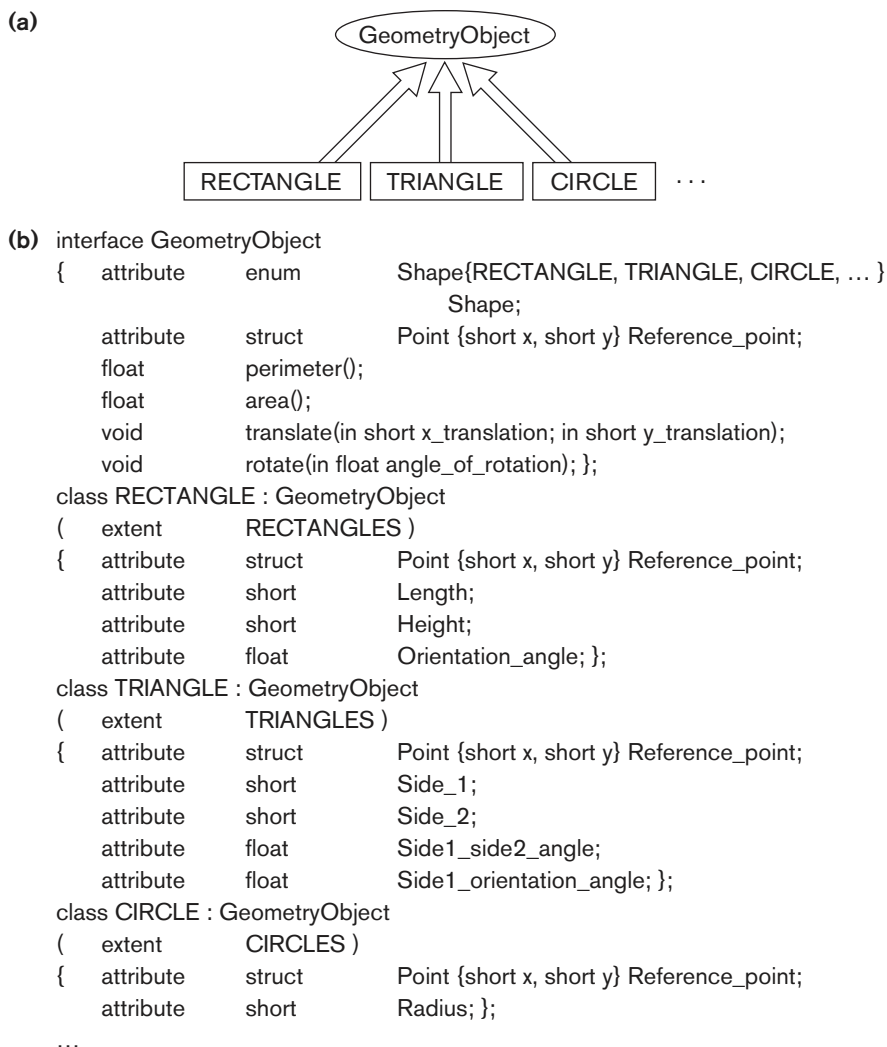 (a)
GeometryObject
RECTANGLE TRIANGLE CIRCLE . . .
(b) interface GeometryObject
{ attribute enum Shape{RECTANGLE, TRIANGLE, CIRCLE, … }
Shape;
attribute struct Point {short x, short y} Reference_point;
float perimeter();
float area();
void translate(in short x_translation; in short y_translation);
void rotate(in float angle_of_rotation); };
class RECTANGLE : GeometryObject
( extent RECTANGLES )
{ attribute struct Point {short x, short y} Reference_point;
attribute short Length;
attribute short Height;
attribute float Orientation_angle; };
class TRIANGLE : GeometryObject
( extent TRIANGLES )
{ attribute struct Point {short x, short y} Reference_point;
attribute short Side_1;
attribute short Side_2;
attribute float Side1_side2_angle;
attribute float Side1_orientation_angle; };
class CIRCLE : GeometryObject
( extent CIRCLES )
{ attribute struct Point {short x, short y} Reference_point;
attribute short Radius; };
…